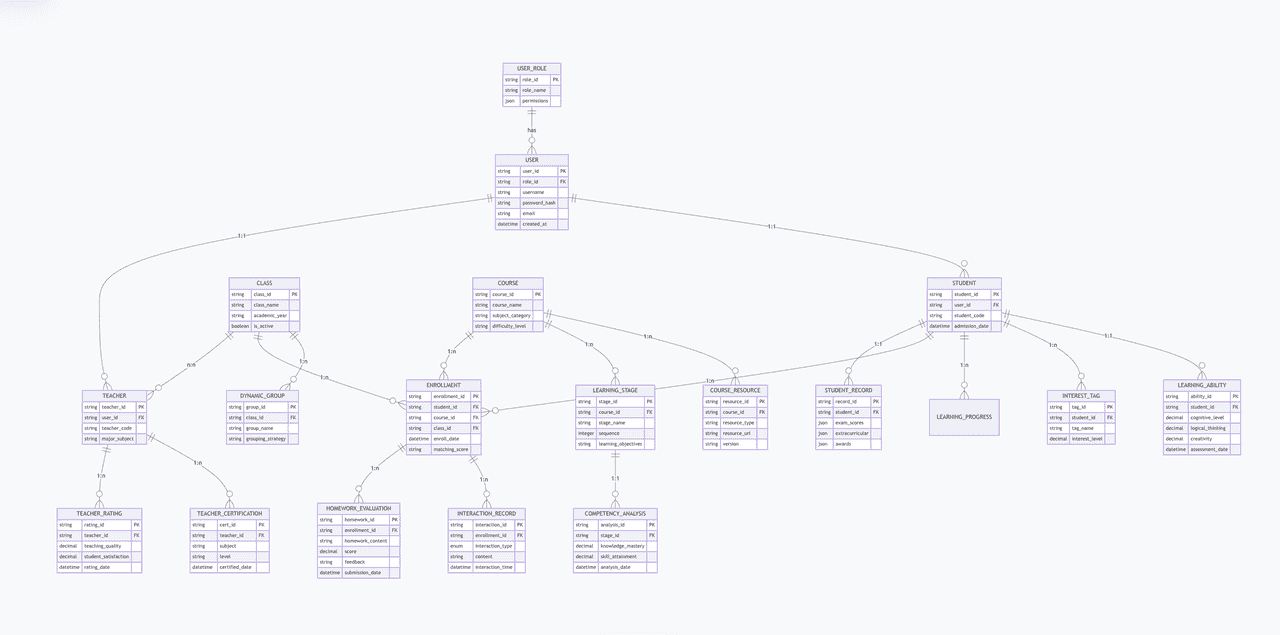 USER_ROLE
string role_id PK
string role_name
json permissions
has
USER
string user_id PK
string role_id FK
string username
string password_hash
string email
datetime created_at
1:1
1:1
CLASS
string class_id PK
string class_name
string academic_year
boolean is_active
COURSE
string course_id PK
string course_name
string subject_category
string difficulty_level
STUDENT
string student_id PK
string user_id FK
string student_code
datetime admission_date
n:n
1:n
1:n
1:n
1:n
1:n
1:n
1:1
1:n
1:n
1:1
TEACHER
string teacher_id PK
string user_id FK
string teacher_code
string major_subject
DYNAMIC_GROUP
string group_id PK
string class_id FK
string group_name
string grouping_strategy
ENROLLMENT
string enrollment_id PK
string student_id FK
string course_id FK
string class_id FK
datetime enroll_date
string matching_score
LEARNING_STAGE
string stage_id PK
string course_id FK
string stage_name
integer sequence
string learning_objectives
COURSE_RESOURCE
string resource_id PK
string course_id FK
string resource_type
string resource_url
string version
STUDENT_RECORD
string record_id PK
string student_id FK
json exam_scores
json extracurricular
json awards
LEARNING_PROGRESS
INTEREST_TAG
string tag_id PK
string student_id FK
string tag_name
decimal interest_level
LEARNING_ABILITY
string ability_id PK
string student_id FK
decimal cognitive_level
decimal logical_thinking
decimal creativity
datetime assessment_date
1:n
1:n
1:n
1:n
1:1
TEACHER_RATING
string rating_id PK
string teacher_id FK
decimal teaching_quality
decimal student_satisfaction
datetime rating_date
TEACHER_CERTIFICATION
string cert_id PK
string teacher_id FK
string subject
string level
datetime certified_date
HOMEWORK_EVALUATION
string homework_id PK
string enrollment_id FK
string homework_content
decimal score
string feedback
datetime submission_date
INTERACTION_RECORD
string interaction_id PK
string enrollment_id FK
enum interaction_type
string content
datetime interaction_time
COMPETENCY_ANALYSIS
string analysis_id PK
string stage_id FK
decimal knowledge_mastery
decimal skill_attainment
datetime analysis_date